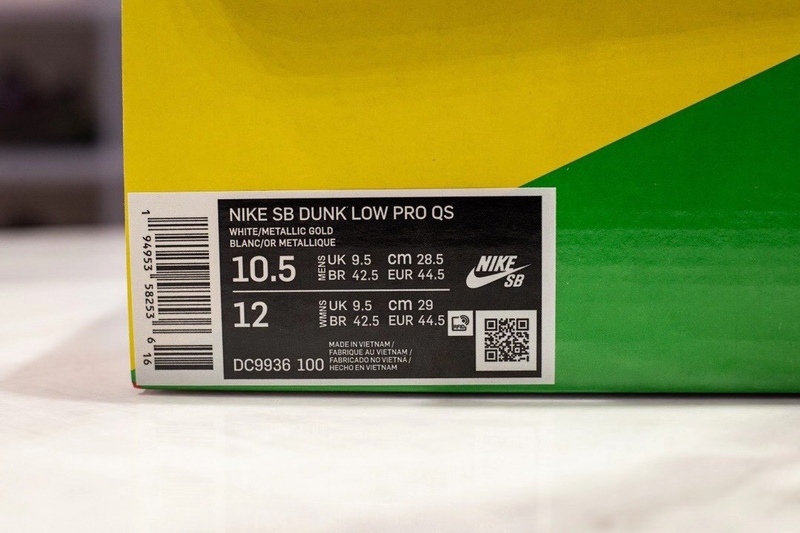 NIKE SB DUNK LOW PRO QS
WHITE/METALLIC GOLD
BLANC/OR METALLIQUE
10.5 MENS UK 9.5 cm 28.5
BR 42.5 EUR 44.5
12 WMNS UK 9.5 cm 29
BR 42.5 EUR 44.5
NIKE
SB
MADE IN VIETNAM /
FABRIQUÉ AU VIETNAM /
FABRICADO NO VIETNÃ /
HECHO EN VIETNAM
DC9936 100
1 94953 58253 6 16